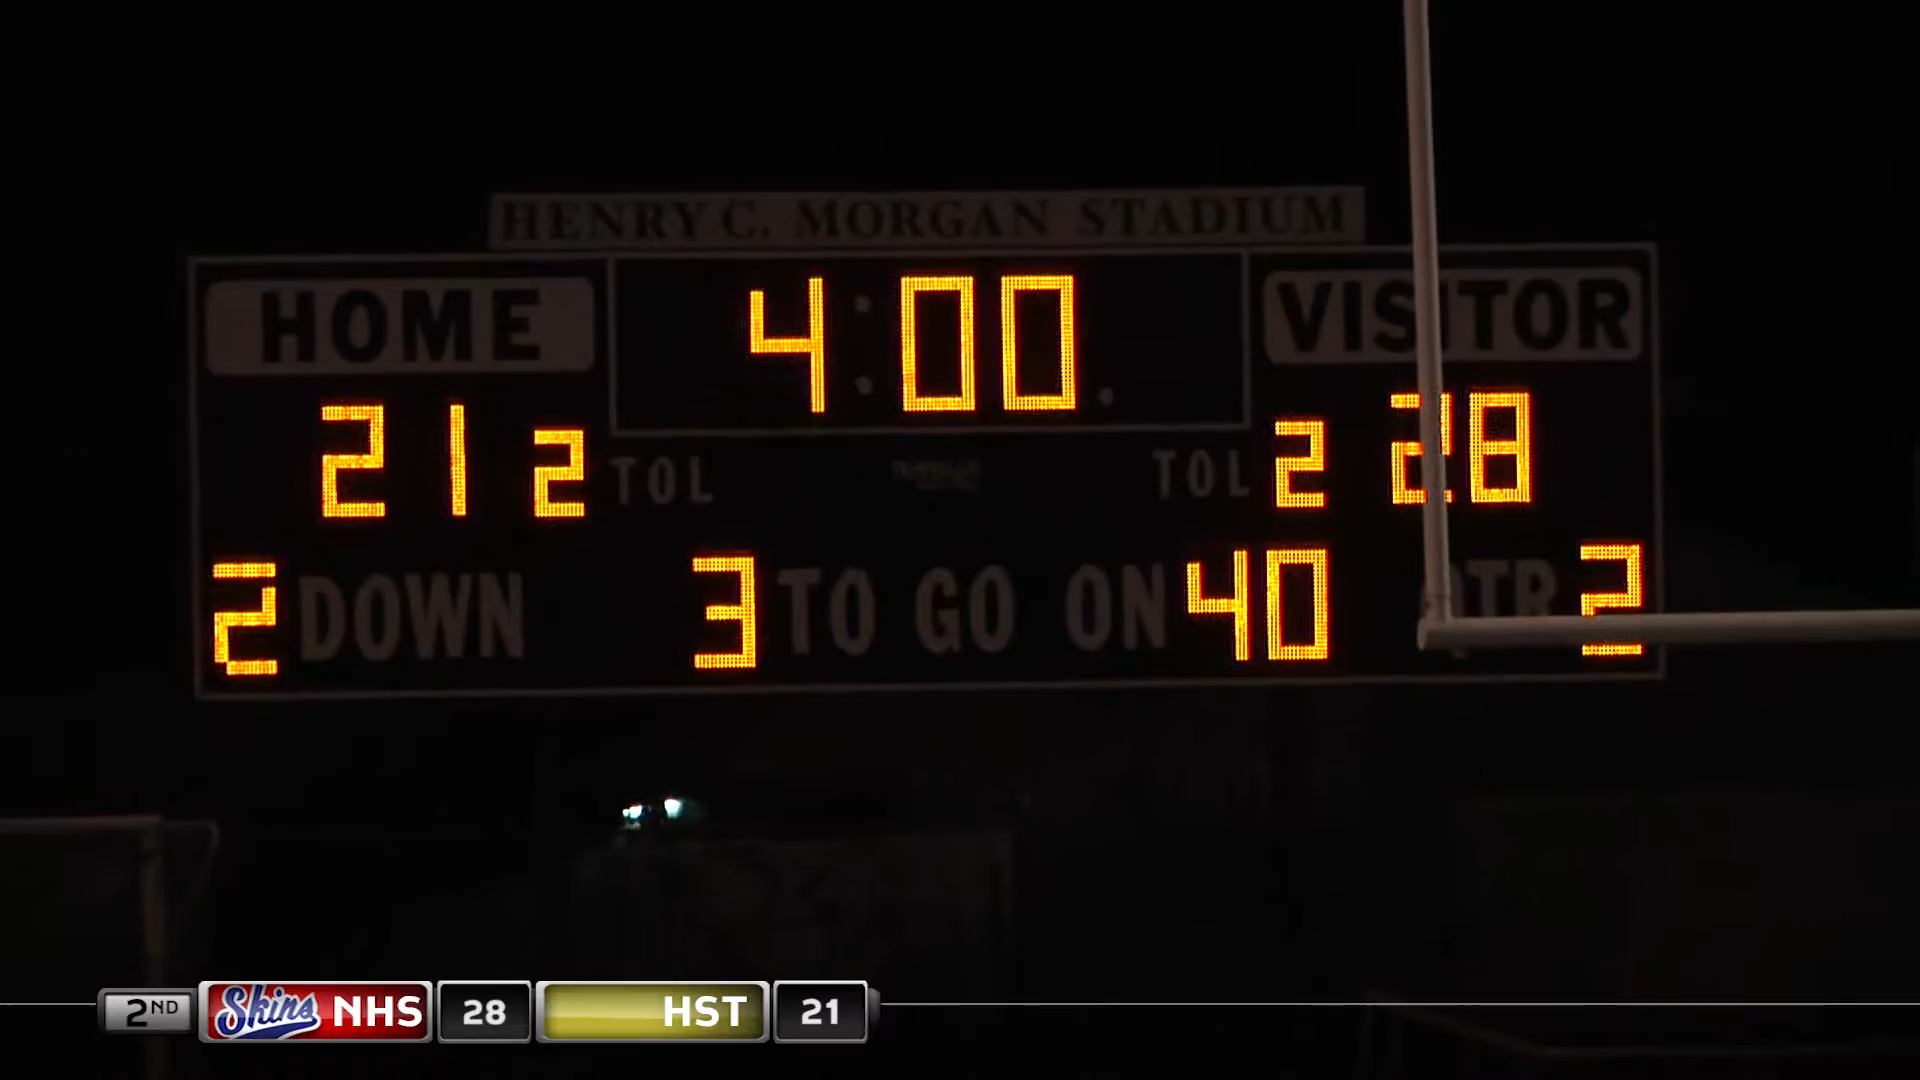 HENRY C. MORGAN STADIUM
HOME 4:00 VISITOR
21 2 TOL TOL 2 28
2 DOWN 3 TO GO ON 40 QTR 2
2ND Skins NHS 28 HST 21